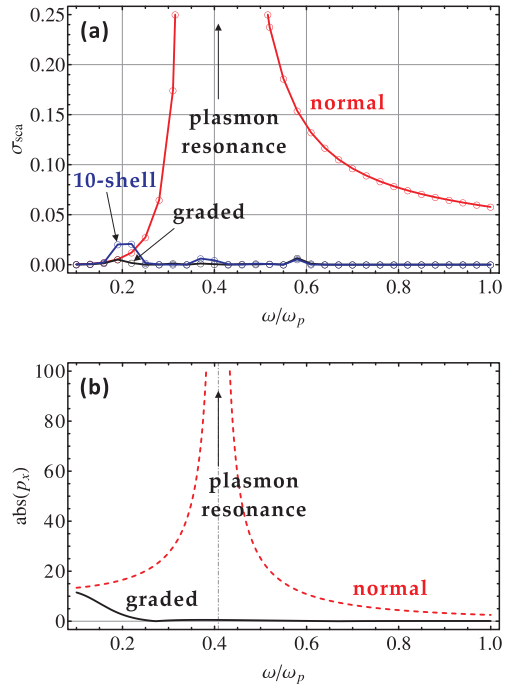 (a)
0.25
0.20
0.15
0.10
0.05
0.00
σsca
normal
plasmon
resonance
10-shell
graded
0.2
0.4
0.6
0.8
1.0
ω/ωp
(b)
100
80
60
40
20
0
abs(px)
plasmon
resonance
graded
normal
0.2
0.4
0.6
0.8
1.0
ω/ωp